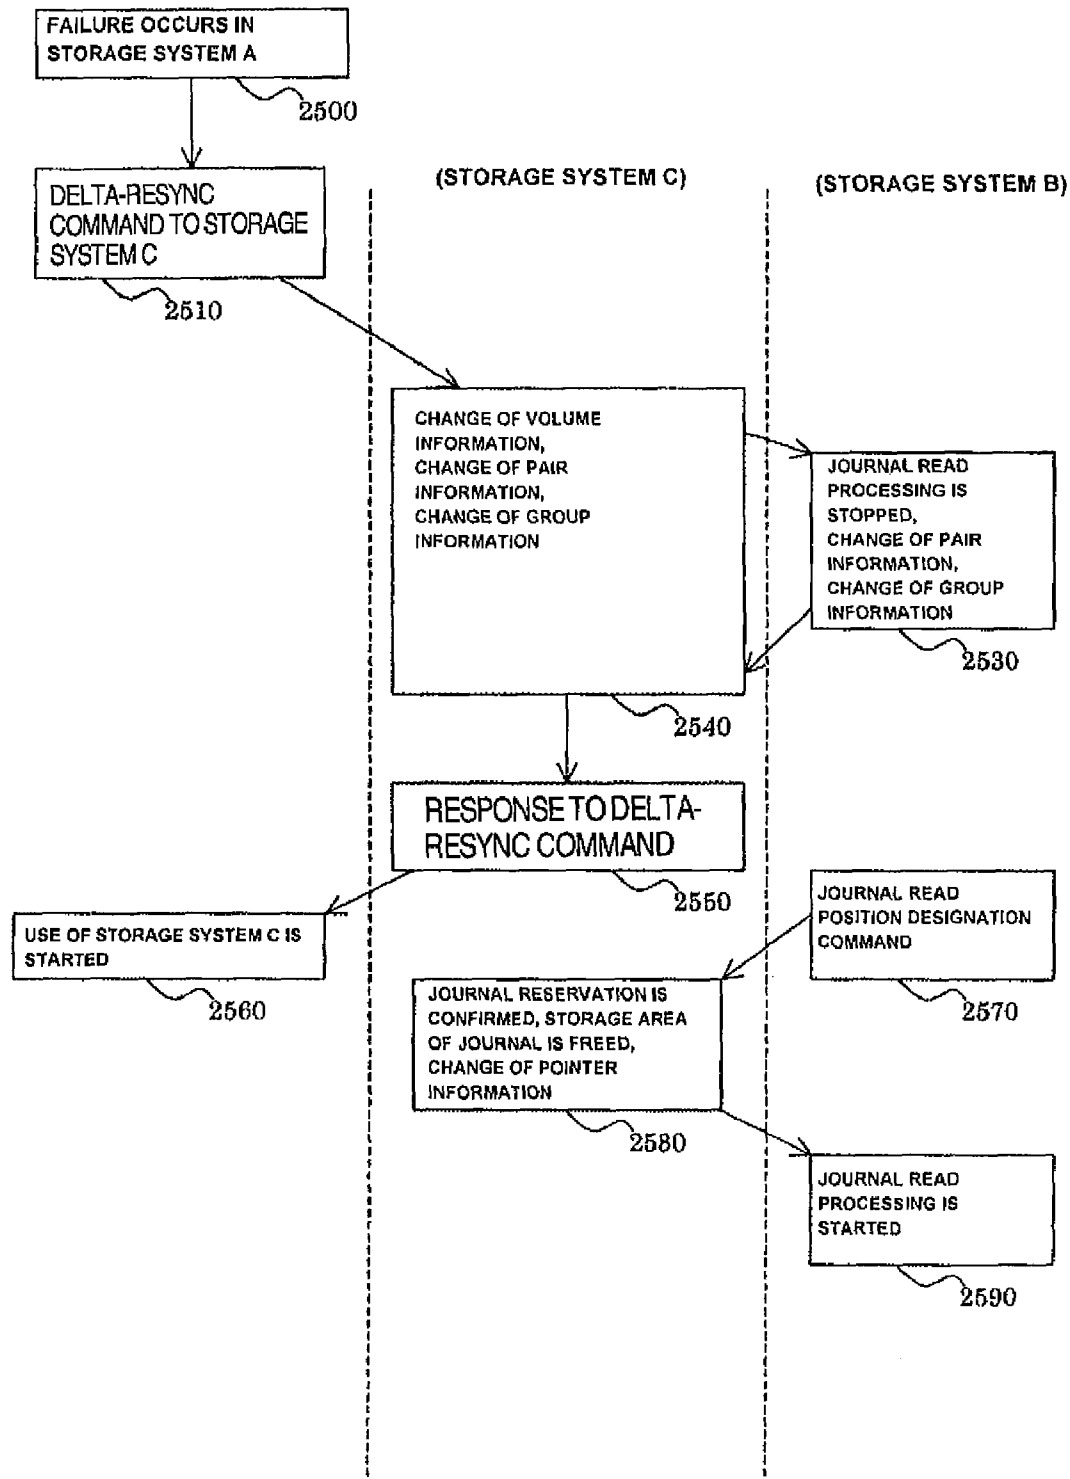 FAILURE OCCURS IN
STORAGE SYSTEM A
2500
DELTA-RESYNC
COMMAND TO STORAGE
SYSTEM C
2510
(STORAGE SYSTEM C)
(STORAGE SYSTEM B)
CHANGE OF VOLUME
INFORMATION,
CHANGE OF PAIR
INFORMATION,
CHANGE OF GROUP
INFORMATION
2540
JOURNAL READ
PROCESSING IS
STOPPED,
CHANGE OF PAIR
INFORMATION,
CHANGE OF GROUP
INFORMATION
2530
RESPONSE TO DELTA-
RESYNC COMMAND
2550
USE OF STORAGE SYSTEM C IS
STARTED
2560
JOURNAL READ
POSITION DESIGNATION
COMMAND
2570
JOURNAL RESERVATION IS
CONFIRMED, STORAGE AREA
OF JOURNAL IS FREED,
CHANGE OF POINTER
INFORMATION
2580
JOURNAL READ
PROCESSING IS
STARTED
2590